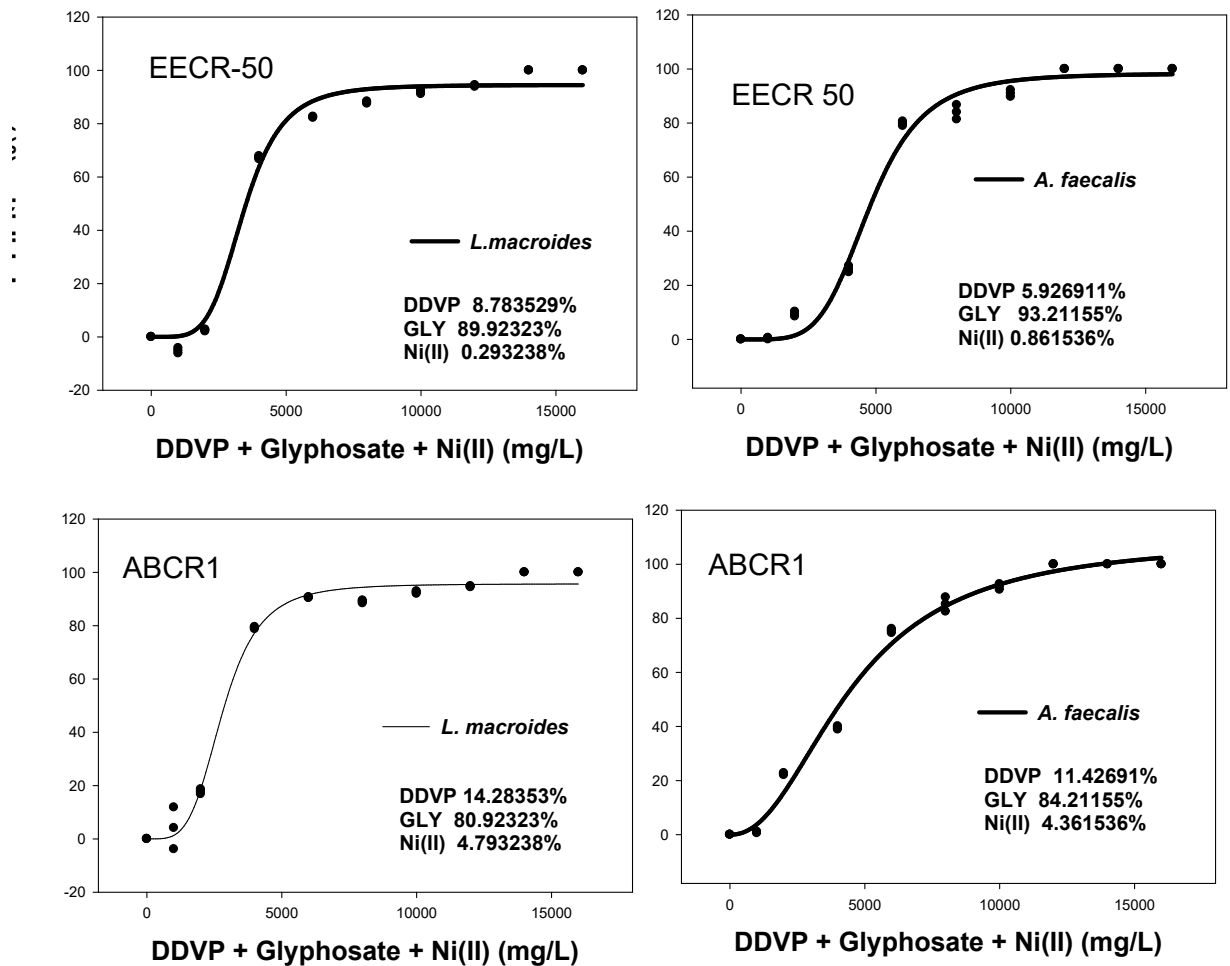 120
100
80
60
40
20
0
-20
EECR-50
L.macroides
DDVP 8.783529%
GLY 89.92323%
Ni(II) 0.293238%
0 5000 10000 15000
DDVP + Glyphosate + Ni(II) (mg/L)
120
100
80
60
40
20
0
EECR 50
A. faecalis
DDVP 5.926911%
GLY 93.21155%
Ni(II) 0.861536%
0 5000 10000 15000
DDVP + Glyphosate + Ni(II) (mg/L)
120
100
80
60
40
20
0
-20
ABCR1
L. macroides
DDVP 14.28353%
GLY 80.92323%
Ni(II) 4.793238%
0 5000 10000 15000
DDVP + Glyphosate + Ni(II) (mg/L)
120
100
80
60
40
20
0
ABCR1
A. faecalis
DDVP 11.42691%
GLY 84.21155%
Ni(II) 4.361536%
0 5000 10000 15000
DDVP + Glyphosate + Ni(II) (mg/L)